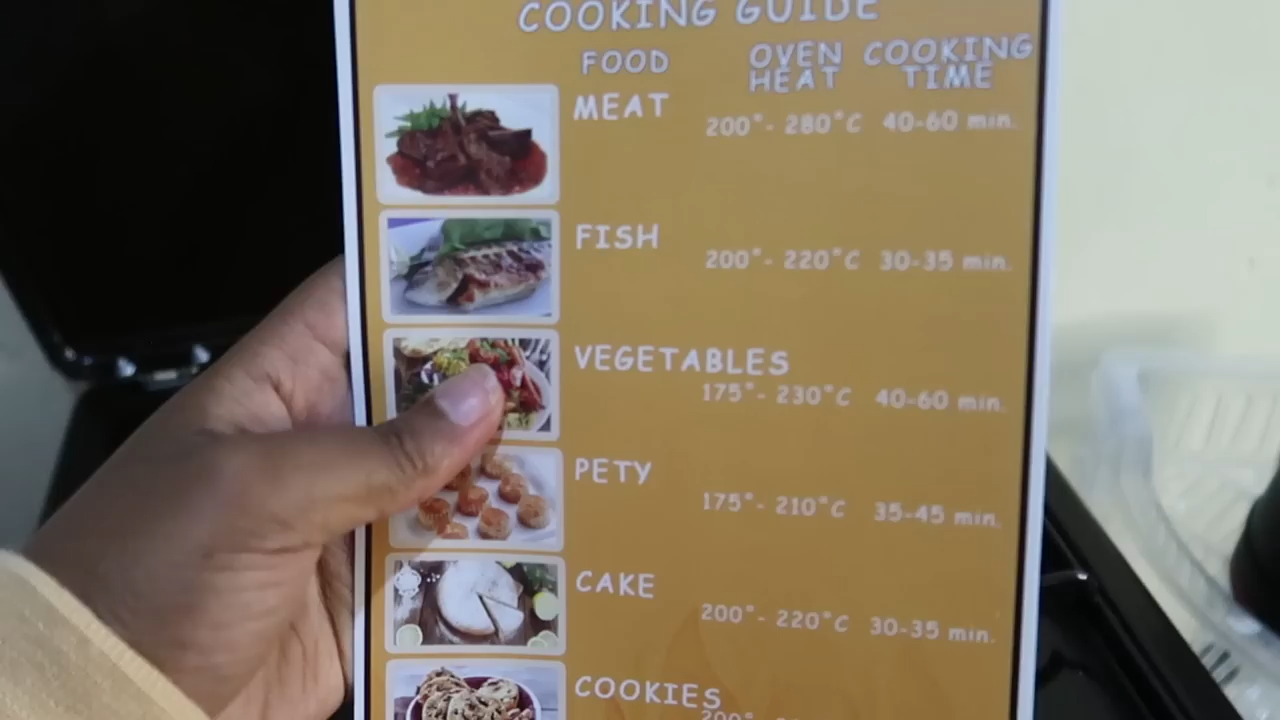 COOKING GUIDE
FOOD OVEN HEAT COOKING TIME
MEAT 200°- 280°C 40-60 min.
FISH 200°- 220°C 30-35 min.
VEGETABLES 175°- 230°C 40-60 min.
PETY 175°- 210°C 35-45 min.
CAKE 200°- 220°C 30-35 min.
COOKIES